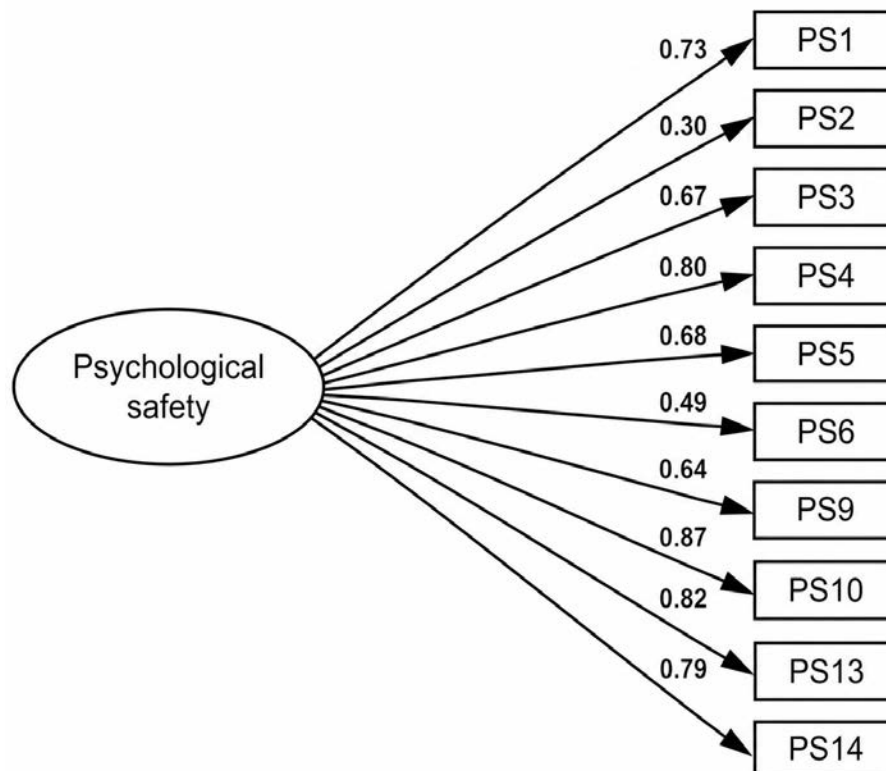 0.73
PS1
0.30
PS2
0.67
PS3
0.80
PS4
0.68
PS5
0.49
PS6
0.64
PS9
0.87
PS10
0.82
PS13
0.79
PS14
Psychological
safety